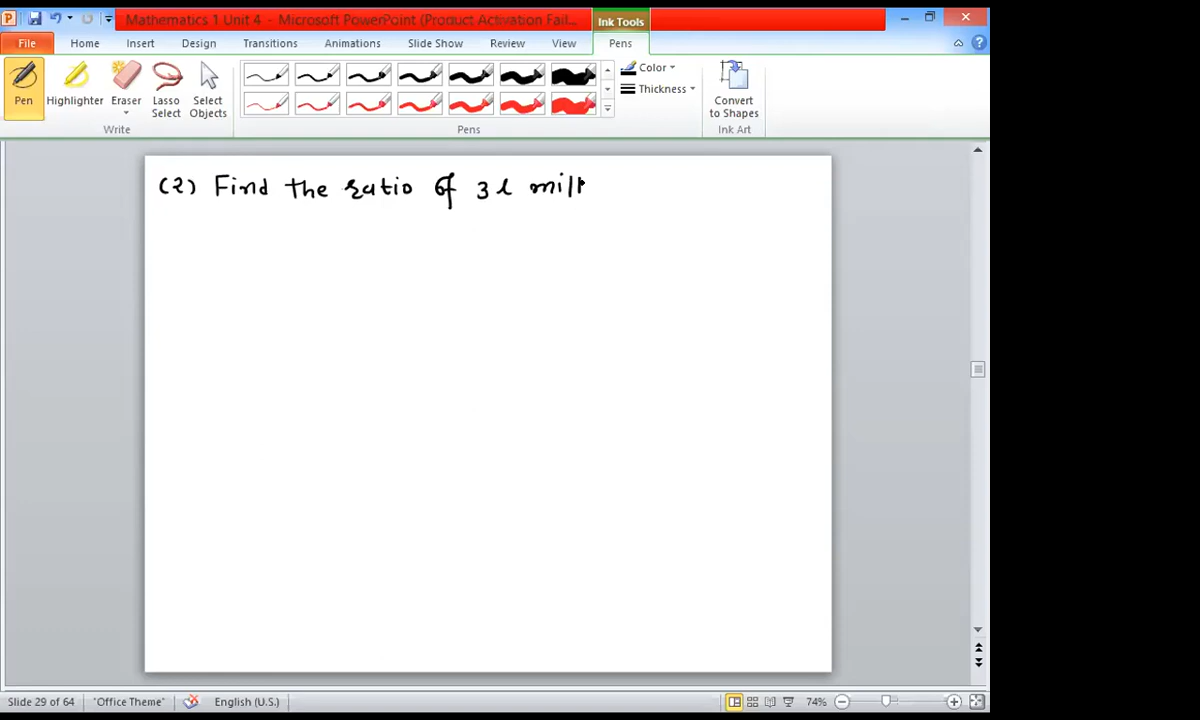 Mathematics 1 Unit 4 - Microsoft PowerPoint (Product Activation Fail...
Ink Tools
File Home Insert Design Transitions Animations Slide Show Review View Pens
Pen Highlighter Eraser Lasso Select Select Objects
Color
Thickness
Convert to Shapes
Write Pens Ink Art
(2) Find the ratio of 3 l mil
Slide 29 of 64 "Office Theme" English (U.S.) 74%